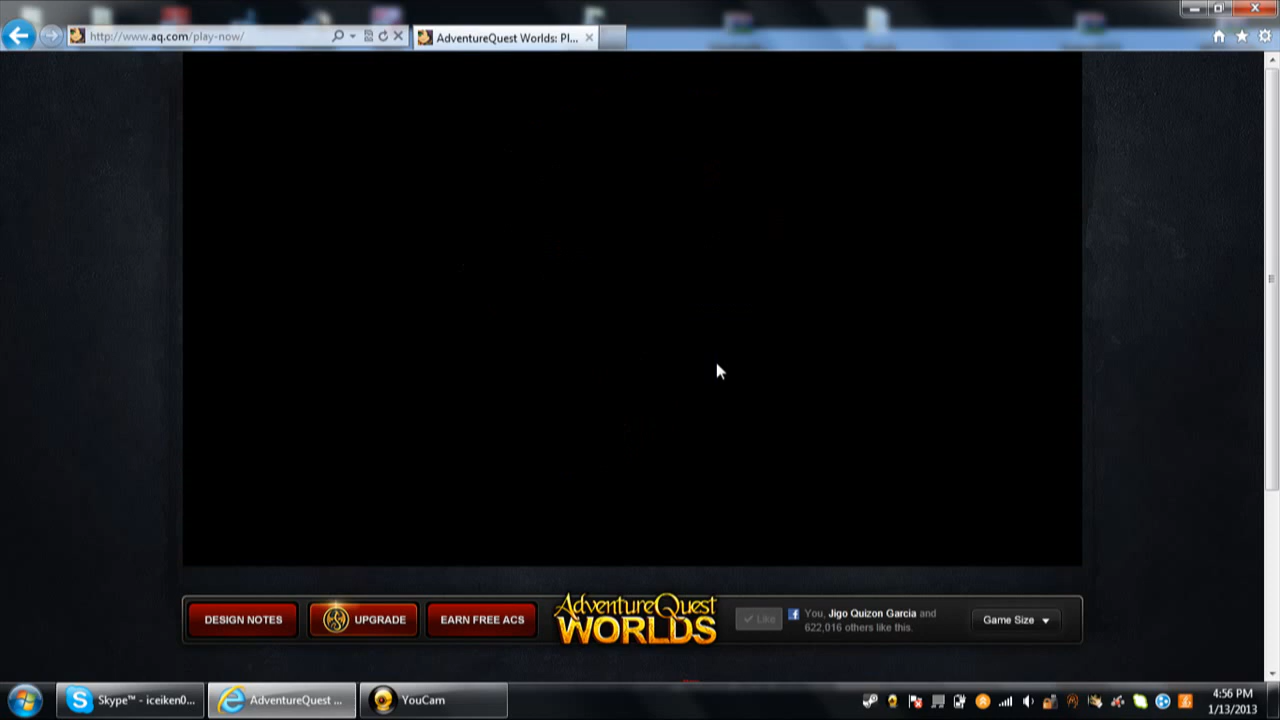 http://www.aq.com/play-now/
AdventureQuest Worlds: Pl...
DESIGN NOTES
UPGRADE
EARN FREE ACS
AdventureQuest
WORLDS
Like
You, Jigo Quizon Garcia and
622,016 others like this.
Game Size
Skype™ - iceiken0...
AdventureQuest ...
YouCam
4:56 PM
1/13/2013